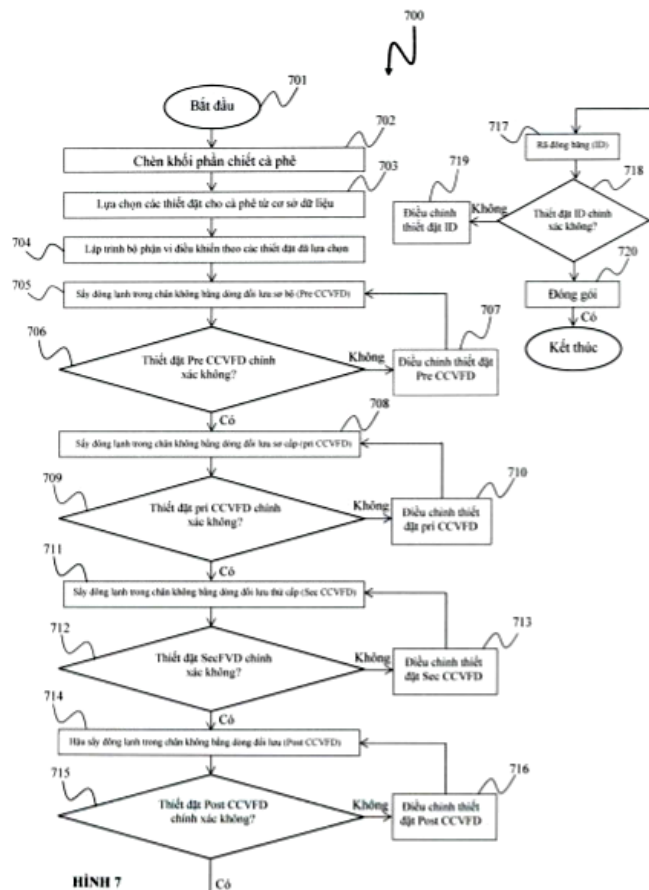 700
701
Bắt đầu
702
Chèn khối phần chiết cà phê
703
Lựa chọn các thiết đặt cho cà phê từ cơ sở dữ liệu
704
Lập trình bộ phận vi điều khiển theo các thiết đặt đã lựa chọn
705
Sấy đông lạnh trong chân không bằng dòng đối lưu sơ bộ (Pre CCVFD)
706
Thiết đặt Pre CCVFD chính
xác không?
Không
707
Điều chỉnh thiết đặt
Pre CCVFD
Có
708
Sấy đông lạnh trong chân không bằng dòng đối lưu sơ cấp (pri CCVFD)
709
Thiết đặt pri CCVFD chính
xác không?
Không
710
Điều chỉnh thiết
đặt pri CCVFD
Có
711
Sấy đông lạnh trong chân không bằng dòng đối lưu thứ cấp (Sec CCVFD)
712
Thiết đặt SecFVD chính
xác không?
Không
713
Điều chỉnh thiết
đặt Sec CCVFD
Có
714
Hậu sấy đông lạnh trong chân không bằng dòng đối lưu (Post CCVFD)
715
Thiết đặt Post CCVFD
chính xác không?
Không
716
Điều chỉnh thiết
đặt Post CCVFD
Có
717
Rã đông băng (ID)
718
Thiết đặt ID chính
xác không?
Không
719
Điều chỉnh
thiết đặt ID
720
Đóng gói
Có
Kết thúc
HÌNH 7